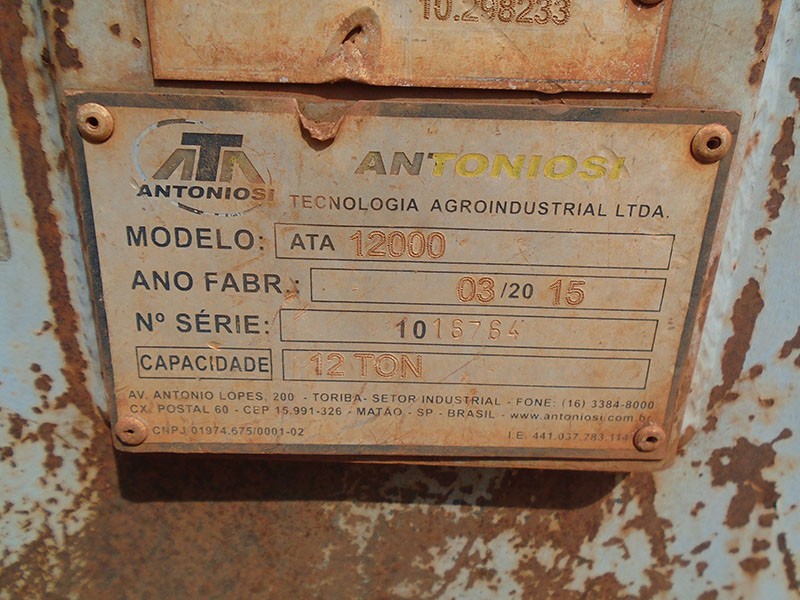 10.298233
ATA
ANTONIOSI
ANTONIOSI
TECNOLOGIA AGROINDUSTRIAL LTDA.
MODELO: ATA 12000
ANO FABR.: 03/20 15
Nº SÉRIE: 1016764
CAPACIDADE 12 TON
AV. ANTONIO LOPES, 200 - TORIBA- SETOR INDUSTRIAL - FONE: (16) 3384-8000
CX. POSTAL 60 - CEP 15.991-326 - MATÃO - SP - BRASIL - www.antoniosi.com.br
CNPJ 01974.675/0001-02 I.E. 441.037.783.114